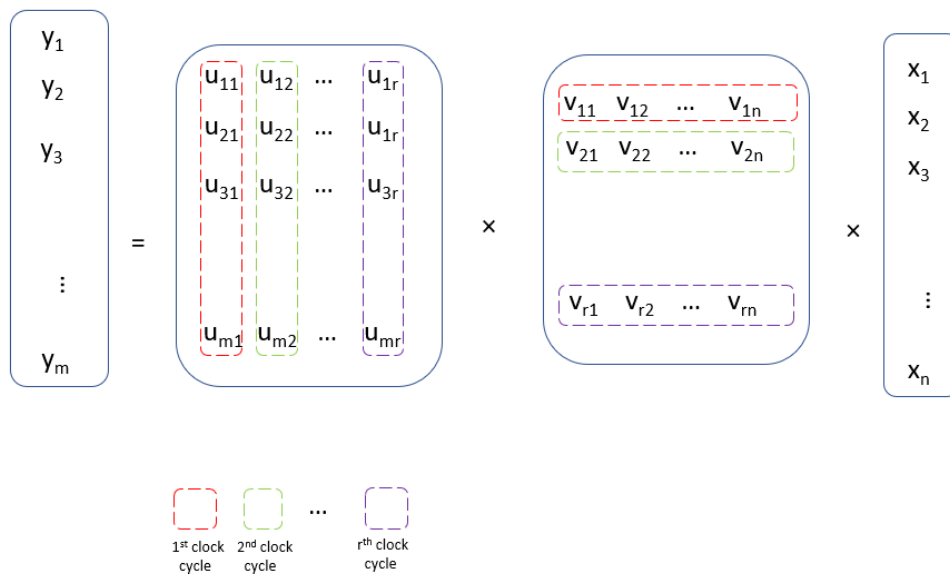 y₁
y₂
y₃
⋮
yₘ
=
u₁₁ u₁₂ ... u₁ᵣ
u₂₁ u₂₂ ... u₁ᵣ
u₃₁ u₃₂ ... u₃ᵣ
uₘ₁ uₘ₂ ... uₘᵣ
×
v₁₁ v₁₂ ... v₁ₙ
v₂₁ v₂₂ ... v₂ₙ
vᵣ₁ vᵣ₂ ... vᵣₙ
×
x₁
x₂
x₃
⋮
xₙ
...
1ˢᵗ clock
cycle
2ⁿᵈ clock
cycle
rᵗʰ clock
cycle